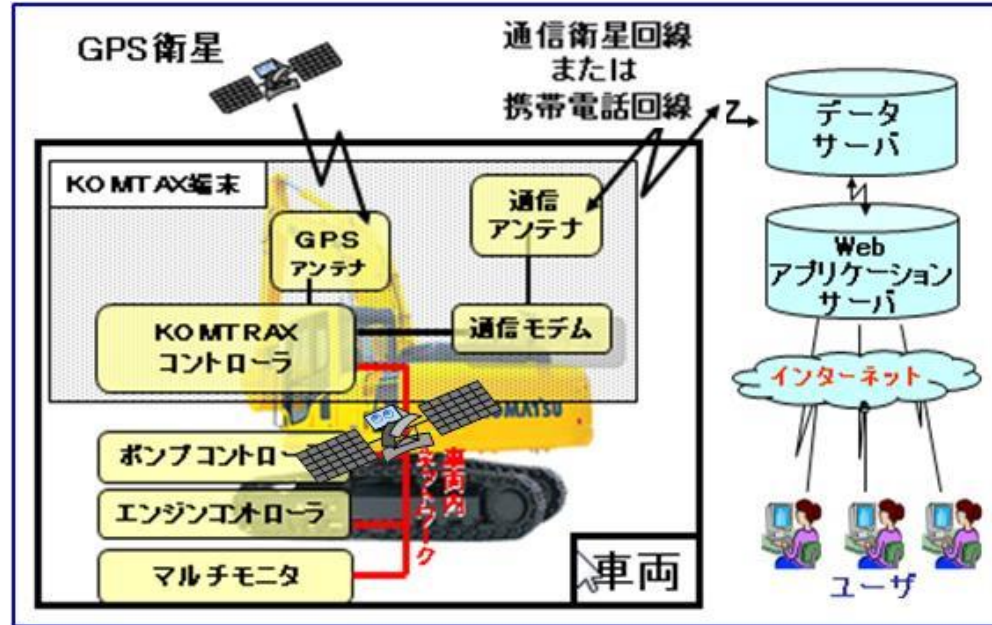 GPS衛星
通信衛星回線
または
携帯電話回線
データ
サーバ
KOMTAX端末
通信
アンテナ
GPS
アンテナ
Web
アプリケーション
サーバ
KOMTRAX
コントローラ
通信モデム
インターネット
KOMATSU
ポンプコントロー
エンジンコントローラ
マルチモニタ
車両内
ネットワーク
車両
ユーザ